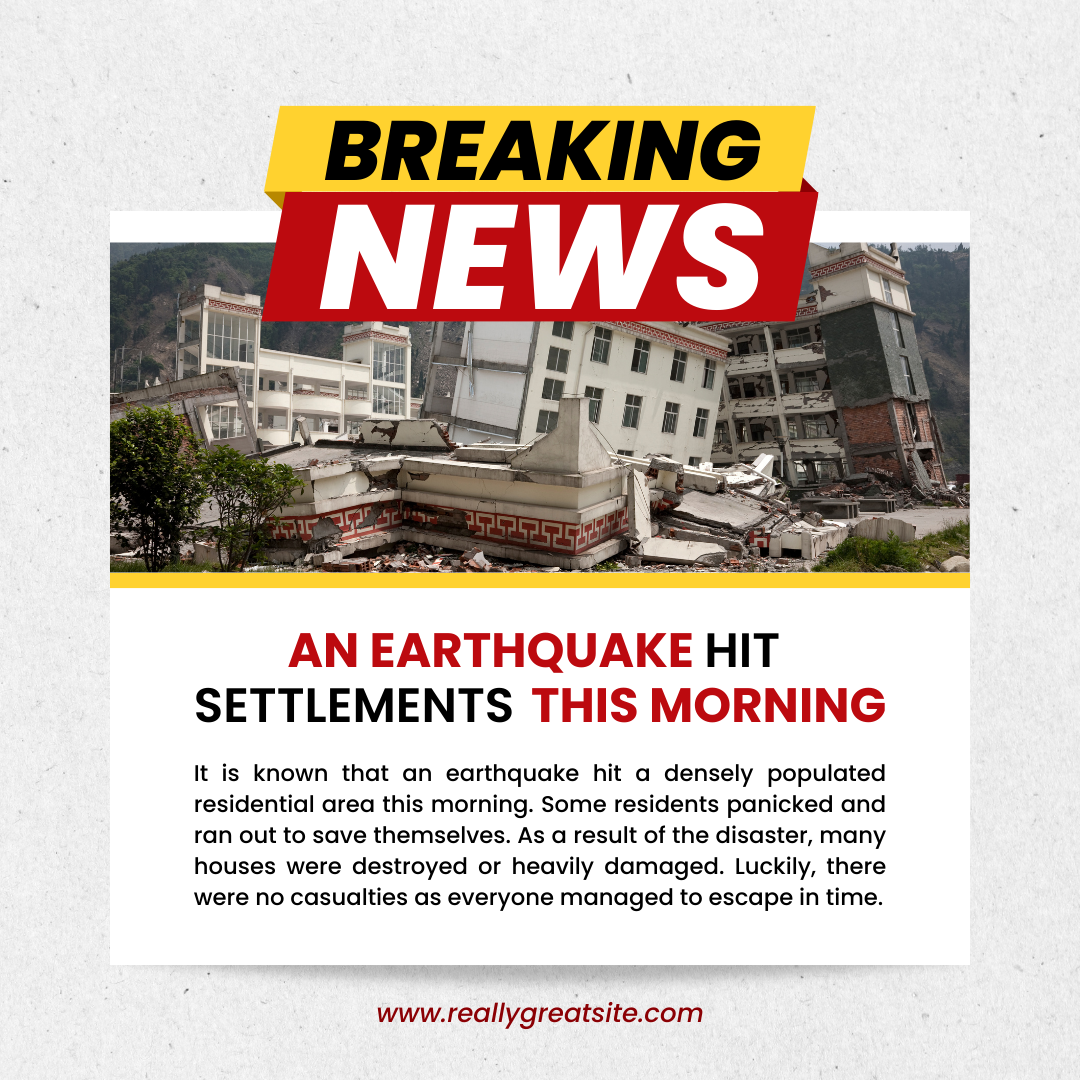 BREAKING
NEWS
AN EARTHQUAKE HIT
SETTLEMENTS THIS MORNING
It is known that an earthquake hit a densely populated
residential area this morning. Some residents panicked and
ran out to save themselves. As a result of the disaster, many
houses were destroyed or heavily damaged. Luckily, there
were no casualties as everyone managed to escape in time.
www.reallygreatsite.com